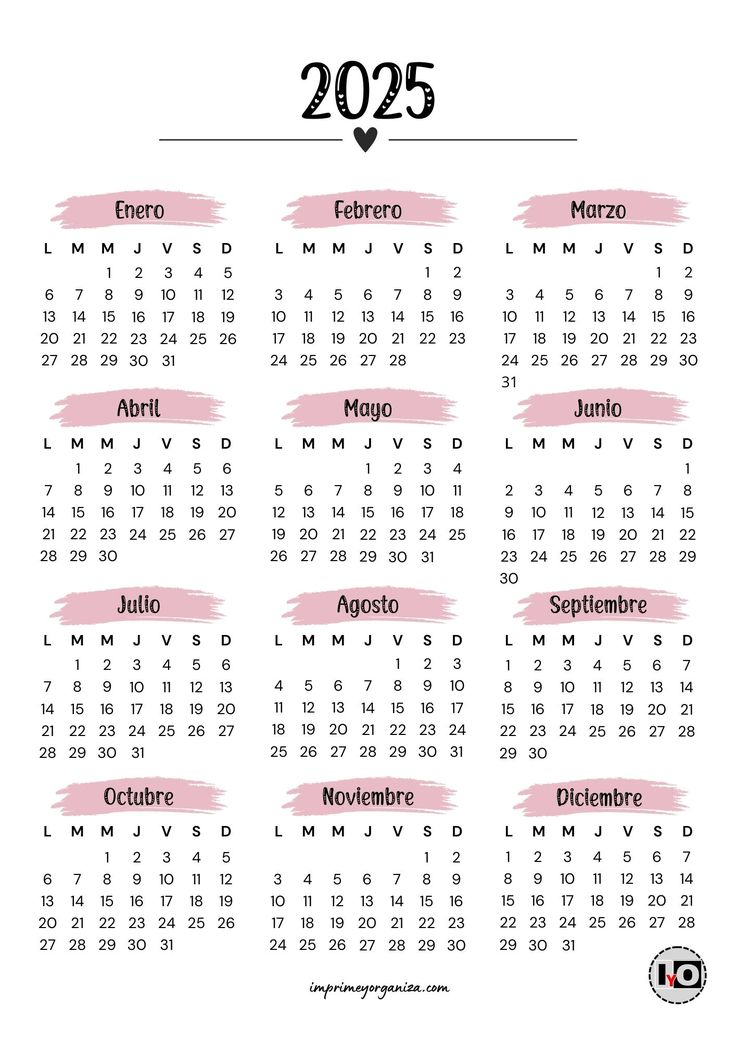 2025
Enero
L M M J V S D
1 2 3 4 5
6 7 8 9 10 11 12
13 14 15 16 17 18 19
20 21 22 23 24 25 26
27 28 29 30 31
Febrero
L M M J V S D
1 2
3 4 5 6 7 8 9
10 11 12 13 14 15 16
17 18 19 20 21 22 23
24 25 26 27 28
Marzo
L M M J V S D
1 2
3 4 5 6 7 8 9
10 11 12 13 14 15 16
17 18 19 20 21 22 23
24 25 26 27 28 29 30
31
Abril
L M M J V S D
1 2 3 4 5 6
7 8 9 10 11 12 13
14 15 16 17 18 19 20
21 22 23 24 25 26 27
28 29 30
Mayo
L M M J V S D
1 2 3 4
5 6 7 8 9 10 11
12 13 14 15 16 17 18
19 20 21 22 23 24 25
26 27 28 29 30 31
Junio
L M M J V S D
1
2 3 4 5 6 7 8
9 10 11 12 13 14 15
16 17 18 19 20 21 22
23 24 25 26 27 28 29
30
Julio
L M M J V S D
1 2 3 4 5 6
7 8 9 10 11 12 13
14 15 16 17 18 19 20
21 22 23 24 25 26 27
28 29 30 31
Agosto
L M M J V S D
1 2 3
4 5 6 7 8 9 10
11 12 13 14 15 16 17
18 19 20 21 22 23 24
25 26 27 28 29 30 31
Septiembre
L M M J V S D
1 2 3 4 5 6 7
8 9 10 11 12 13 14
15 16 17 18 19 20 21
22 23 24 25 26 27 28
29 30
Octubre
L M M J V S D
1 2 3 4 5
6 7 8 9 10 11 12
13 14 15 16 17 18 19
20 21 22 23 24 25 26
27 28 29 30 31
Noviembre
L M M J V S D
1 2
3 4 5 6 7 8 9
10 11 12 13 14 15 16
17 18 19 20 21 22 23
24 25 26 27 28 29 30
Diciembre
L M M J V S D
1 2 3 4 5 6 7
8 9 10 11 12 13 14
15 16 17 18 19 20 21
22 23 24 25 26 27 28
29 30 31
imprimeyorganiza.com
IyO